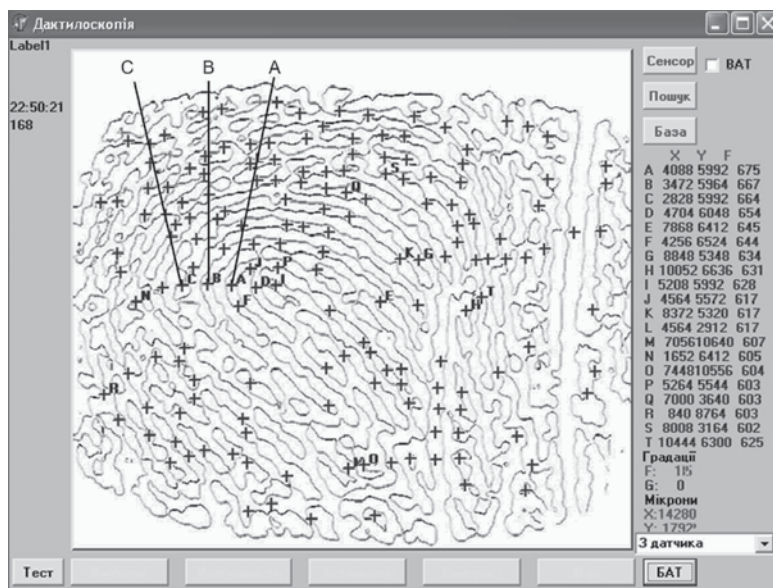 Дактилоскопія
Label1
22:50:21
168
C B A
S
Q
K G
J P
C B A D I
N F E H T
R
M O
Сенсор
ВАТ
Пошук
База
X Y F
A 4088 5992 675
B 3472 5964 667
C 2828 5992 664
D 4704 6048 654
E 7868 6412 645
F 4256 6524 644
G 8848 5348 634
H 10052 6636 631
I 5208 5992 628
J 4564 5572 617
K 8372 5320 617
L 4564 2912 617
M 705610640 607
N 1652 6412 605
O 744810556 604
P 5264 5544 603
Q 7000 3640 603
R 840 8764 603
S 8008 3164 602
T 10444 6300 625
Градації
F: 115
G: 0
Мікрони
X:14280
Y: 1792
З датчика
Тест
БАТ